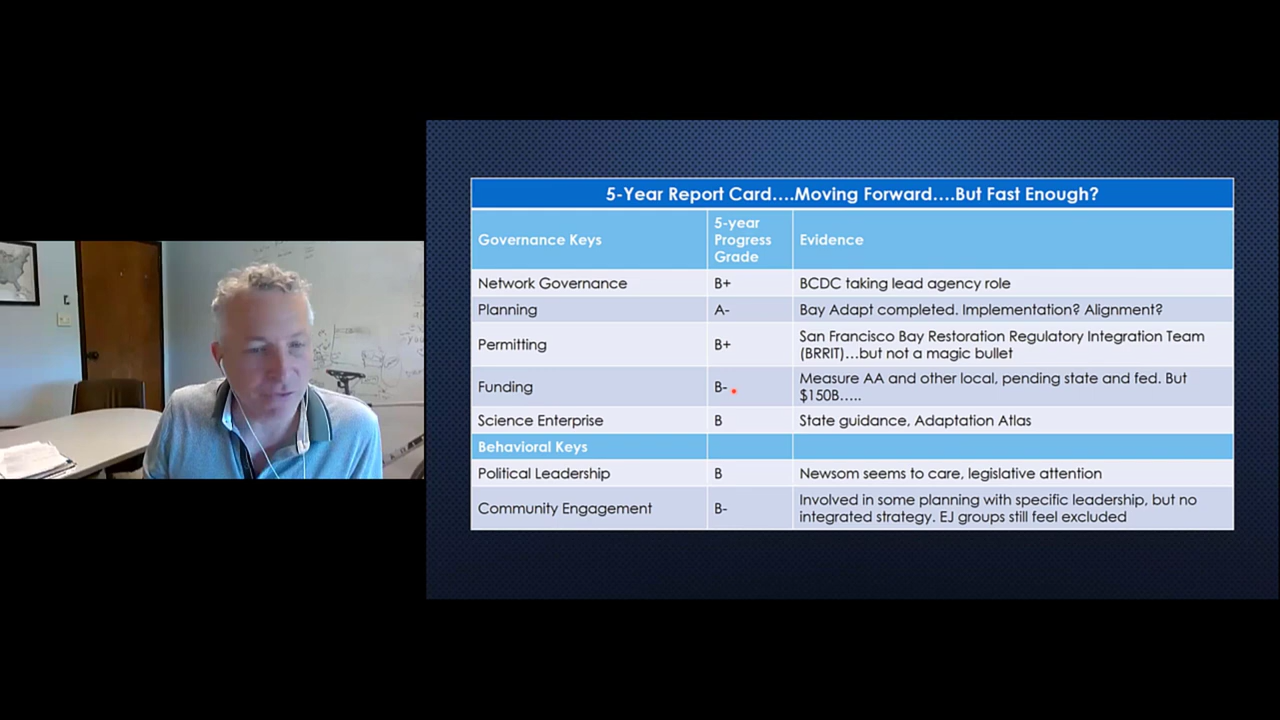 5-Year Report Card....Moving Forward....But Fast Enough?
Governance Keys
5-year
Progress
Grade
Evidence
Network Governance
B+
BCDC taking lead agency role
Planning
A-
Bay Adapt completed. Implementation? Alignment?
Permitting
B+
San Francisco Bay Restoration Regulatory Integration Team
(BRRIT)...but not a magic bullet
Funding
B-
Measure AA and other local, pending state and fed. But
$150B.....
Science Enterprise
B
State guidance, Adaptation Atlas
Behavioral Keys
Political Leadership
B
Newsom seems to care, legislative attention
Community Engagement
B-
Involved in some planning with specific leadership, but no
integrated strategy. EJ groups still feel excluded